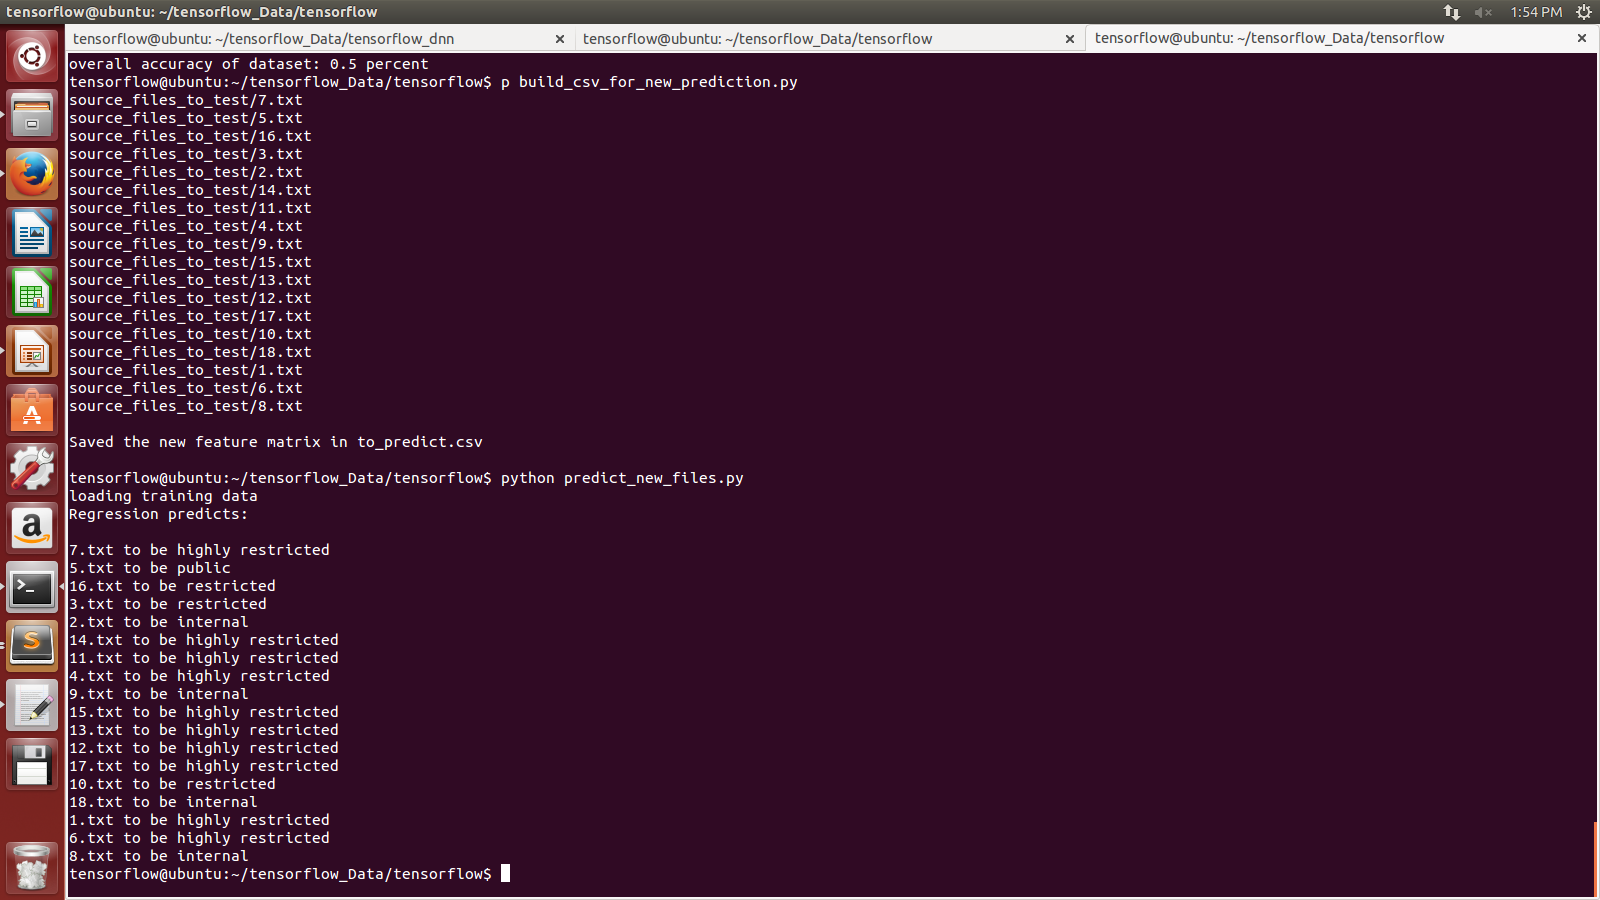 tensorflow@ubuntu: ~/tensorflow_Data/tensorflow
1:54 PM
tensorflow@ubuntu: ~/tensorflow_Data/tensorflow_dnn
tensorflow@ubuntu: ~/tensorflow_Data/tensorflow
tensorflow@ubuntu: ~/tensorflow_Data/tensorflow
overall accuracy of dataset: 0.5 percent
tensorflow@ubuntu:~/tensorflow_Data/tensorflow$ p build_csv_for_new_prediction.py
source_files_to_test/7.txt
source_files_to_test/5.txt
source_files_to_test/16.txt
source_files_to_test/3.txt
source_files_to_test/2.txt
source_files_to_test/14.txt
source_files_to_test/11.txt
source_files_to_test/4.txt
source_files_to_test/9.txt
source_files_to_test/15.txt
source_files_to_test/13.txt
source_files_to_test/12.txt
source_files_to_test/17.txt
source_files_to_test/10.txt
source_files_to_test/18.txt
source_files_to_test/1.txt
source_files_to_test/6.txt
source_files_to_test/8.txt
Saved the new feature matrix in to_predict.csv
tensorflow@ubuntu:~/tensorflow_Data/tensorflow$ python predict_new_files.py
loading training data
Regression predicts:
7.txt to be highly restricted
5.txt to be public
16.txt to be restricted
3.txt to be restricted
2.txt to be internal
14.txt to be highly restricted
11.txt to be highly restricted
4.txt to be highly restricted
9.txt to be internal
15.txt to be highly restricted
13.txt to be highly restricted
12.txt to be highly restricted
17.txt to be highly restricted
10.txt to be restricted
18.txt to be internal
1.txt to be highly restricted
6.txt to be highly restricted
8.txt to be internal
tensorflow@ubuntu:~/tensorflow_Data/tensorflow$